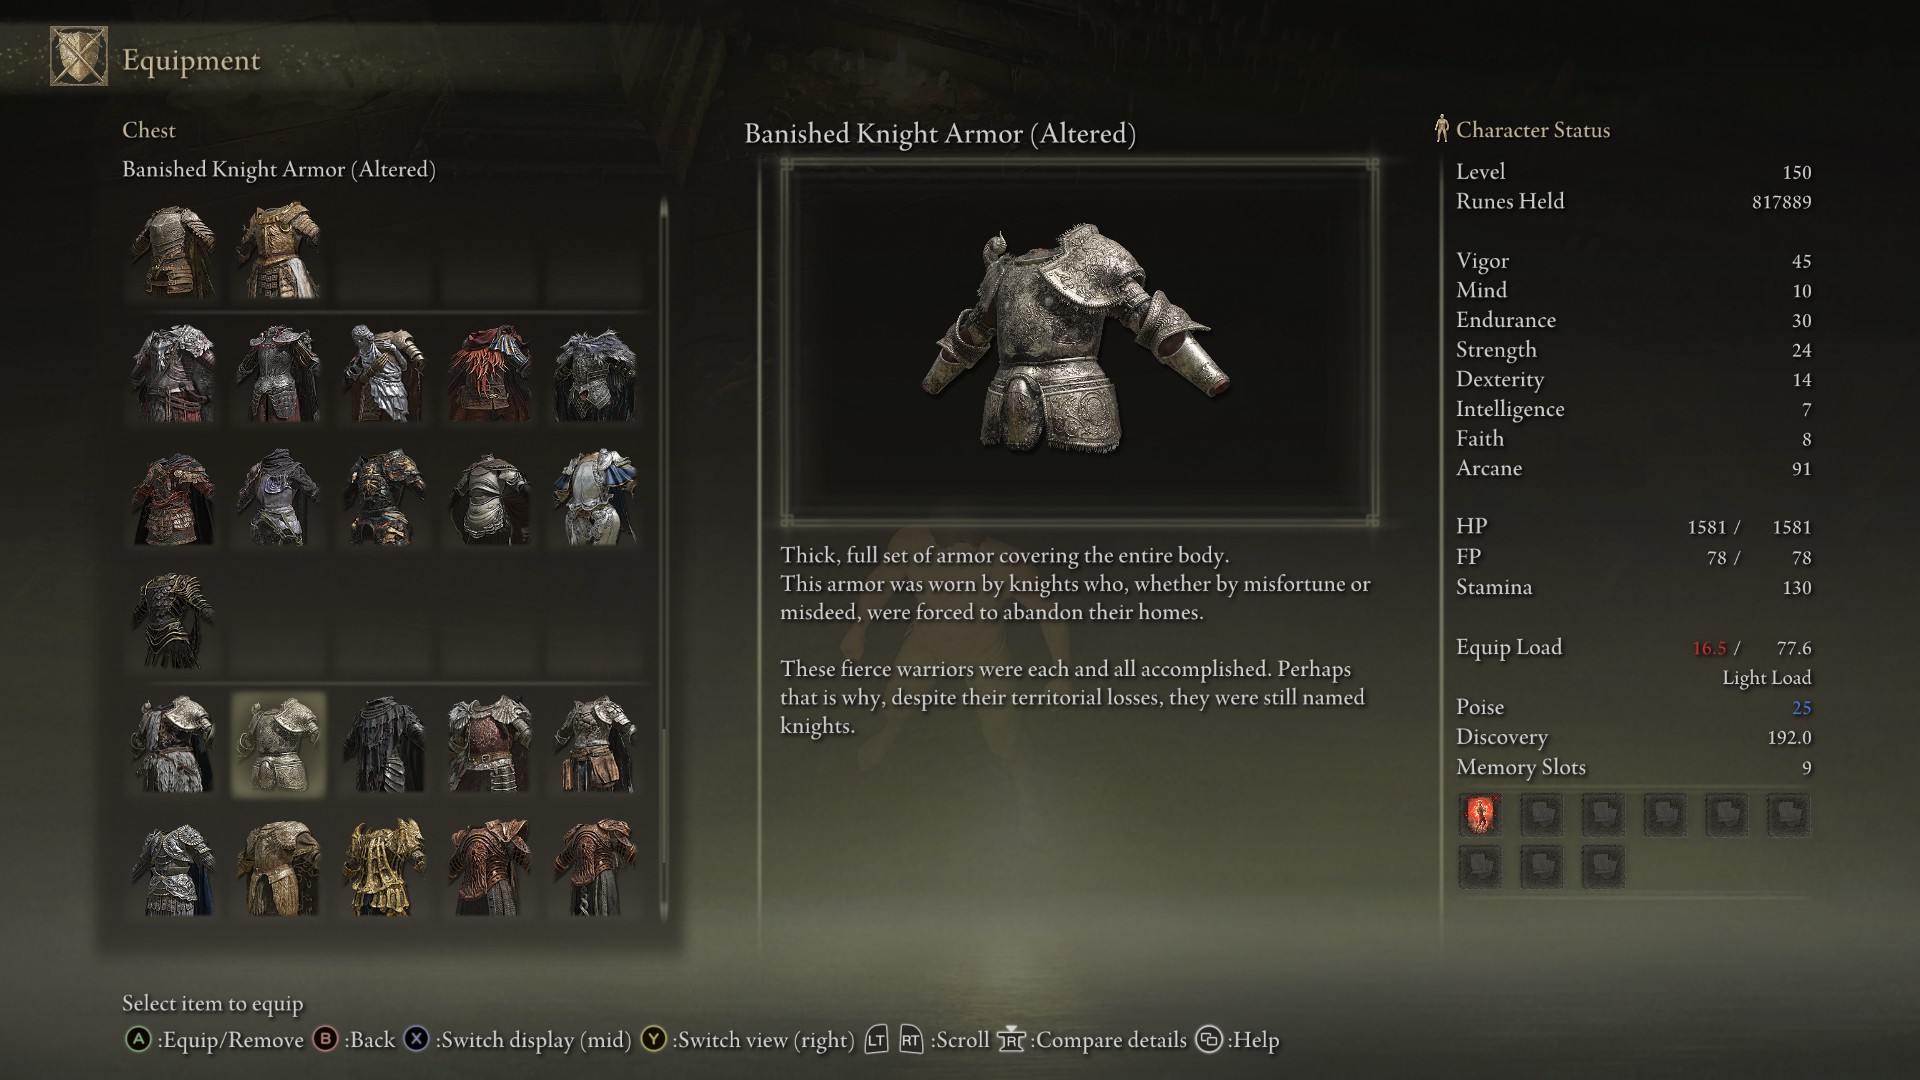 Equipment
Chest
Banished Knight Armor (Altered)
Banished Knight Armor (Altered)
Thick, full set of armor covering the entire body.
This armor was worn by knights who, whether by misfortune or
misdeed, were forced to abandon their homes.
These fierce warriors were each and all accomplished. Perhaps
that is why, despite their territorial losses, they were still named
knights.
Character Status
Level 150
Runes Held 817889
Vigor 45
Mind 10
Endurance 30
Strength 24
Dexterity 14
Intelligence 7
Faith 8
Arcane 91
HP 1581 / 1581
FP 78 / 78
Stamina 130
Equip Load 16.5 / 77.6
Light Load
Poise 25
Discovery 192.0
Memory Slots 9
Select item to equip
A :Equip/Remove B :Back X :Switch display (mid) Y :Switch view (right) LT RT :Scroll R :Compare details :Help